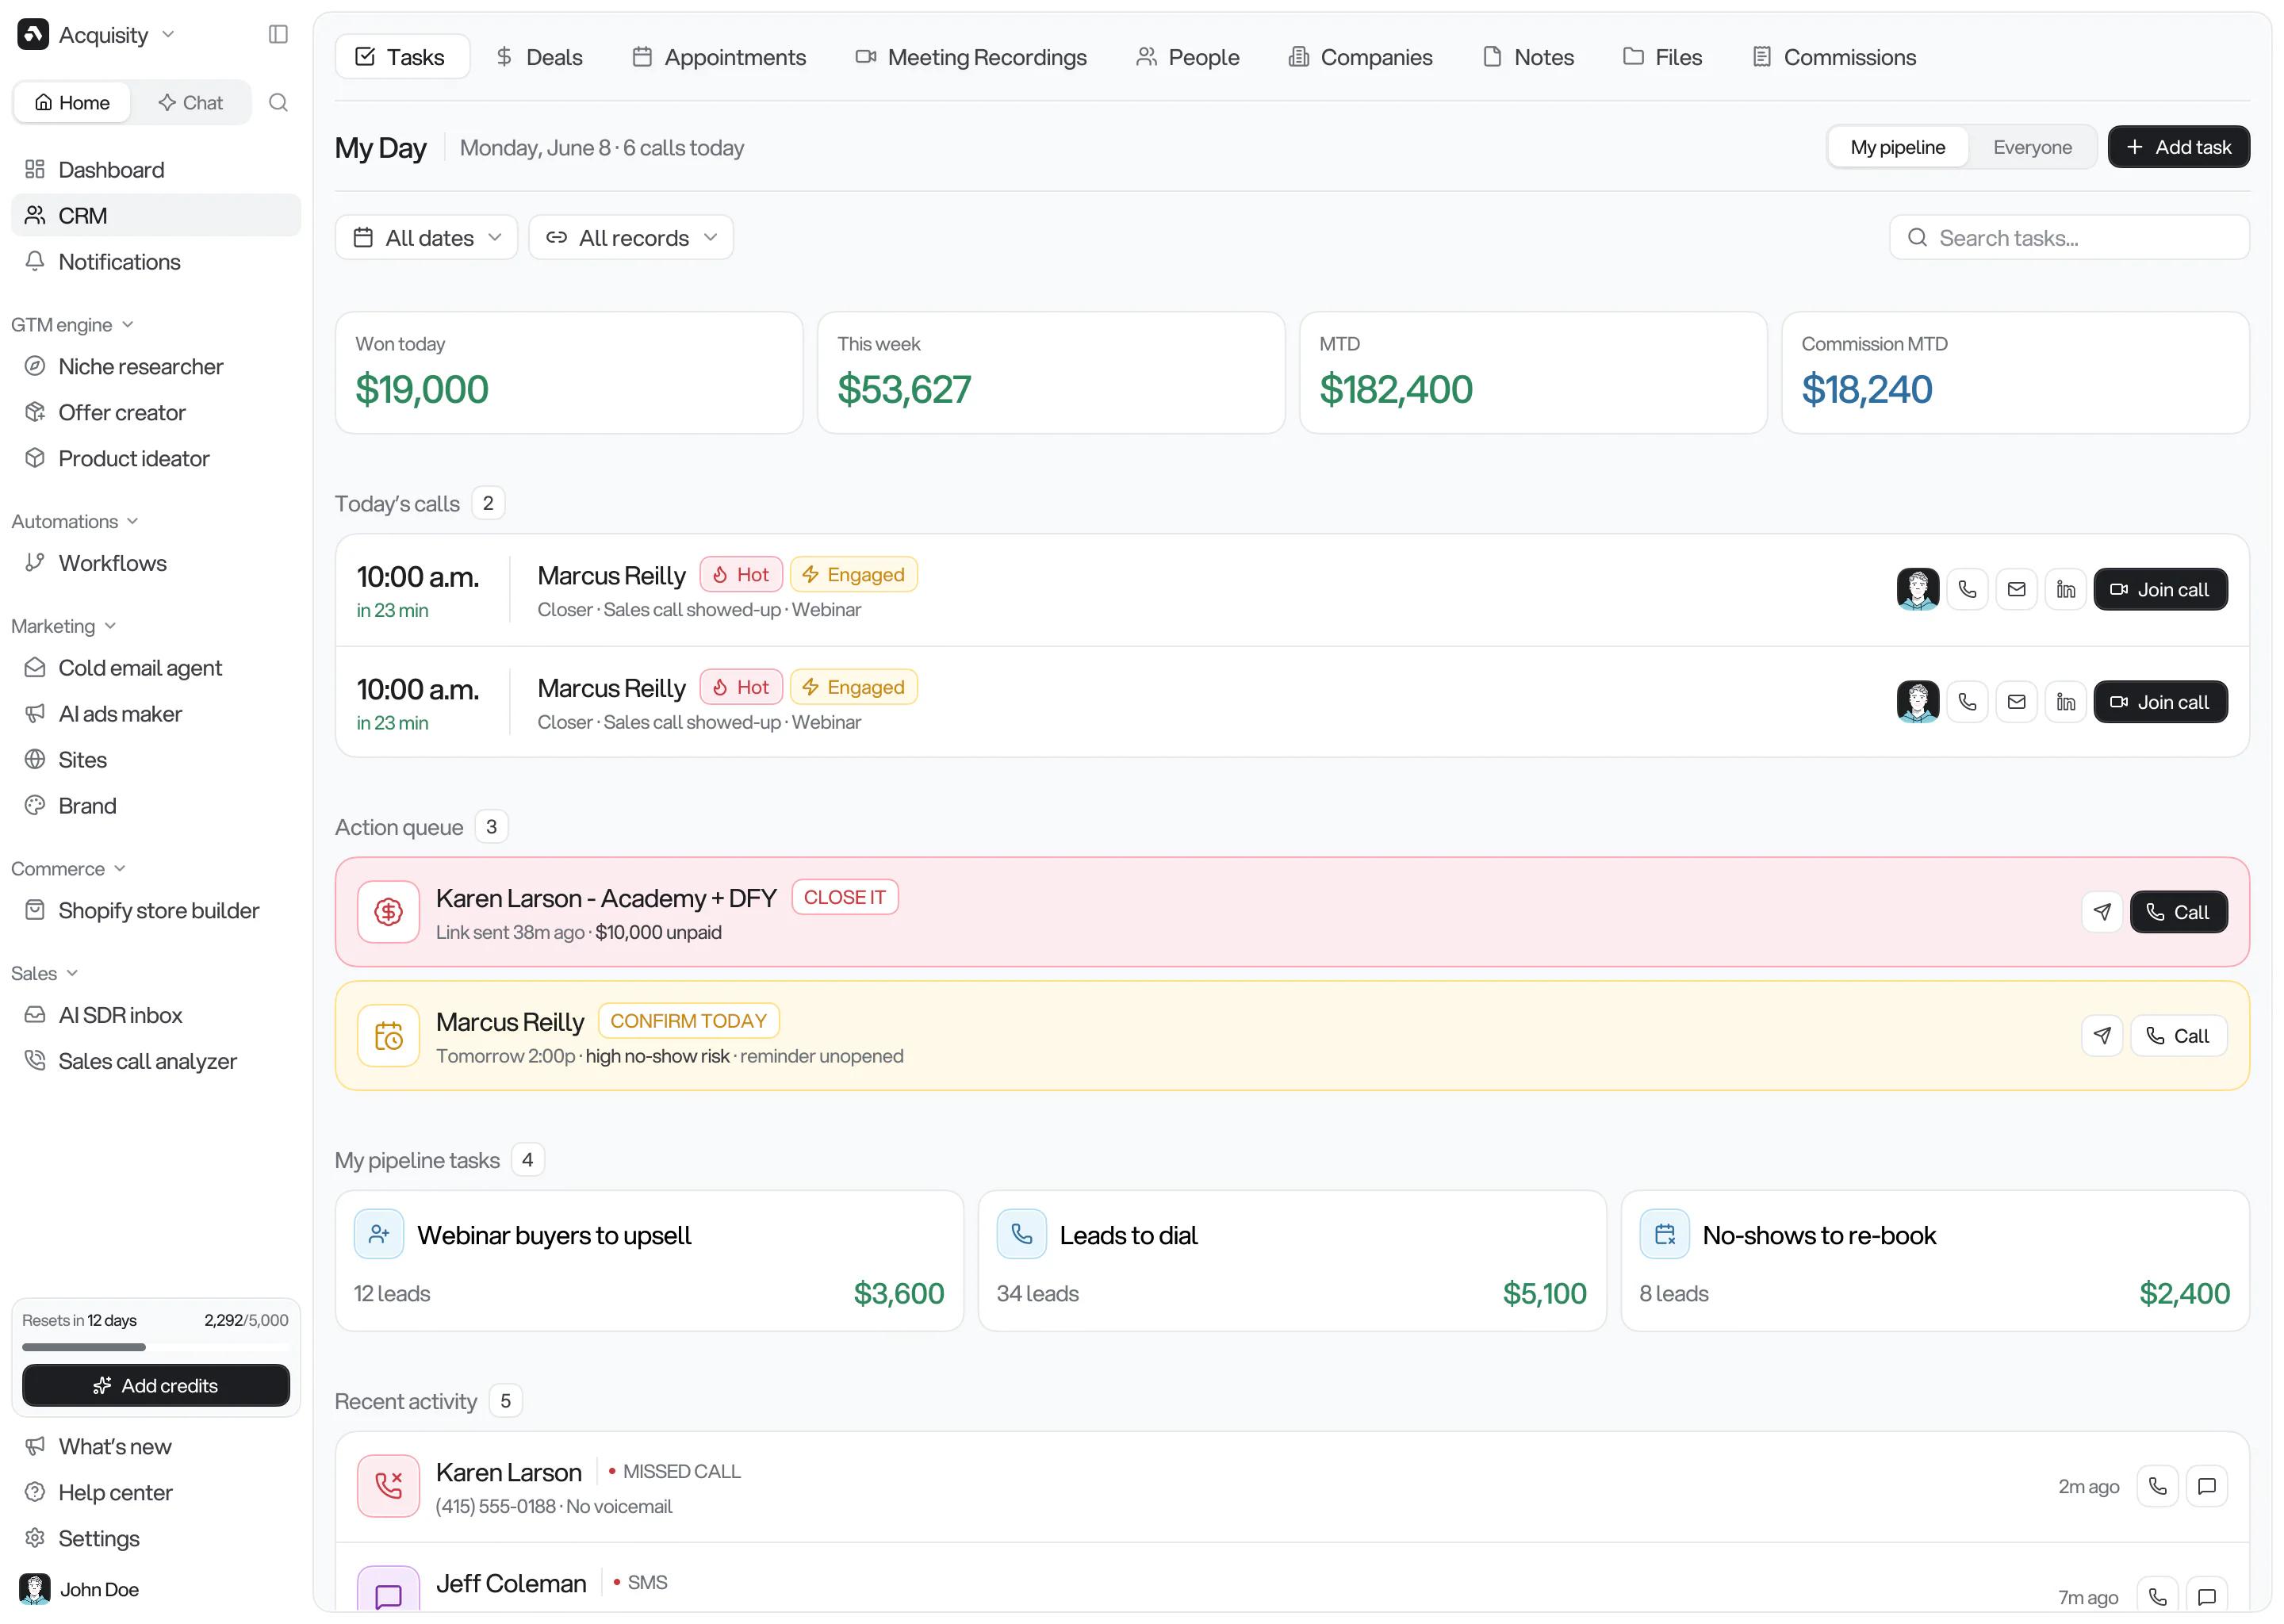 Acquisity
Home
Chat
Dashboard
CRM
Notifications
GTM engine
Niche researcher
Offer creator
Product ideator
Automations
Workflows
Marketing
Cold email agent
AI ads maker
Sites
Brand
Commerce
Shopify store builder
Sales
AI SDR inbox
Sales call analyzer
Resets in 12 days 2,292/5,000
Add credits
What's new
Help center
Settings
John Doe
Tasks Deals Appointments Meeting Recordings People Companies Notes Files Commissions
My Day Monday, June 8 · 6 calls today My pipeline Everyone + Add task
All dates All records Search tasks...
Won today
$19,000
This week
$53,627
MTD
$182,400
Commission MTD
$18,240
Today's calls 2
10:00 a.m. Marcus Reilly Hot Engaged
in 23 min Closer · Sales call showed-up · Webinar
in Join call
10:00 a.m. Marcus Reilly Hot Engaged
in 23 min Closer · Sales call showed-up · Webinar
in Join call
Action queue 3
Karen Larson - Academy + DFY CLOSE IT
Link sent 38m ago · $10,000 unpaid
Call
Marcus Reilly CONFIRM TODAY
Tomorrow 2:00p · high no-show risk · reminder unopened
Call
My pipeline tasks 4
Webinar buyers to upsell
12 leads $3,600
Leads to dial
34 leads $5,100
No-shows to re-book
8 leads $2,400
Recent activity 5
Karen Larson • MISSED CALL
(415) 555-0188 · No voicemail
2m ago
Jeff Coleman • SMS
7m ago